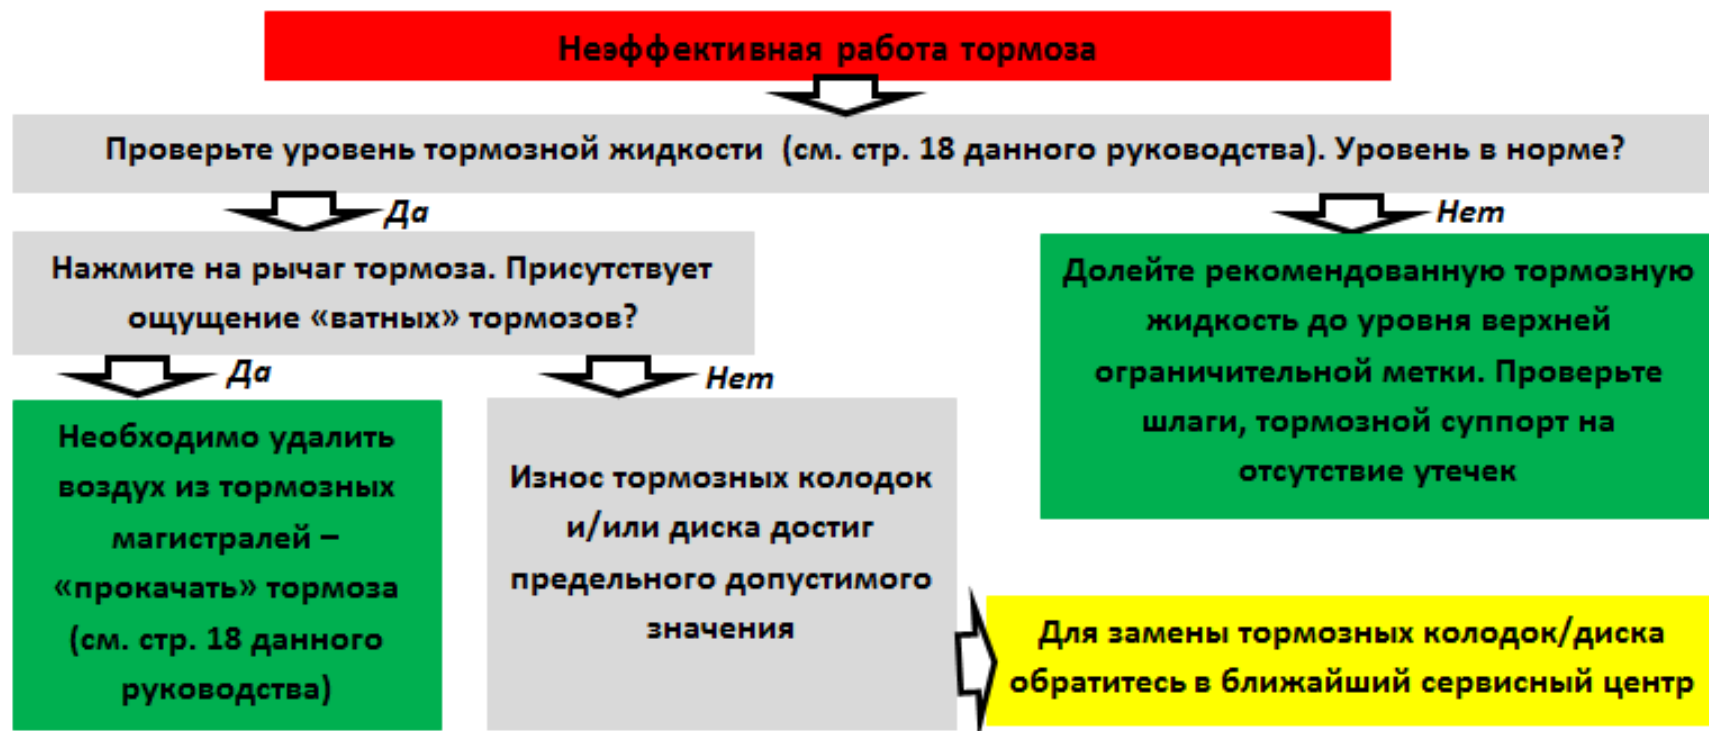 Неэффективная работа тормоза
Проверьте уровень тормозной жидкости (см. стр. 18 данного руководства). Уровень в норме?
Да
Нет
Нажмите на рычаг тормоза. Присутствует
ощущение «ватных» тормозов?
Долейте рекомендованную тормозную
жидкость до уровня верхней
ограничительной метки. Проверьте
шлаги, тормозной суппорт на
отсутствие утечек
Да
Нет
Необходимо удалить
воздух из тормозных
магистралей –
«прокачать» тормоза
(см. стр. 18 данного
руководства)
Износ тормозных колодок
и/или диска достиг
предельного допустимого
значения
Для замены тормозных колодок/диска
обратитесь в ближайший сервисный центр